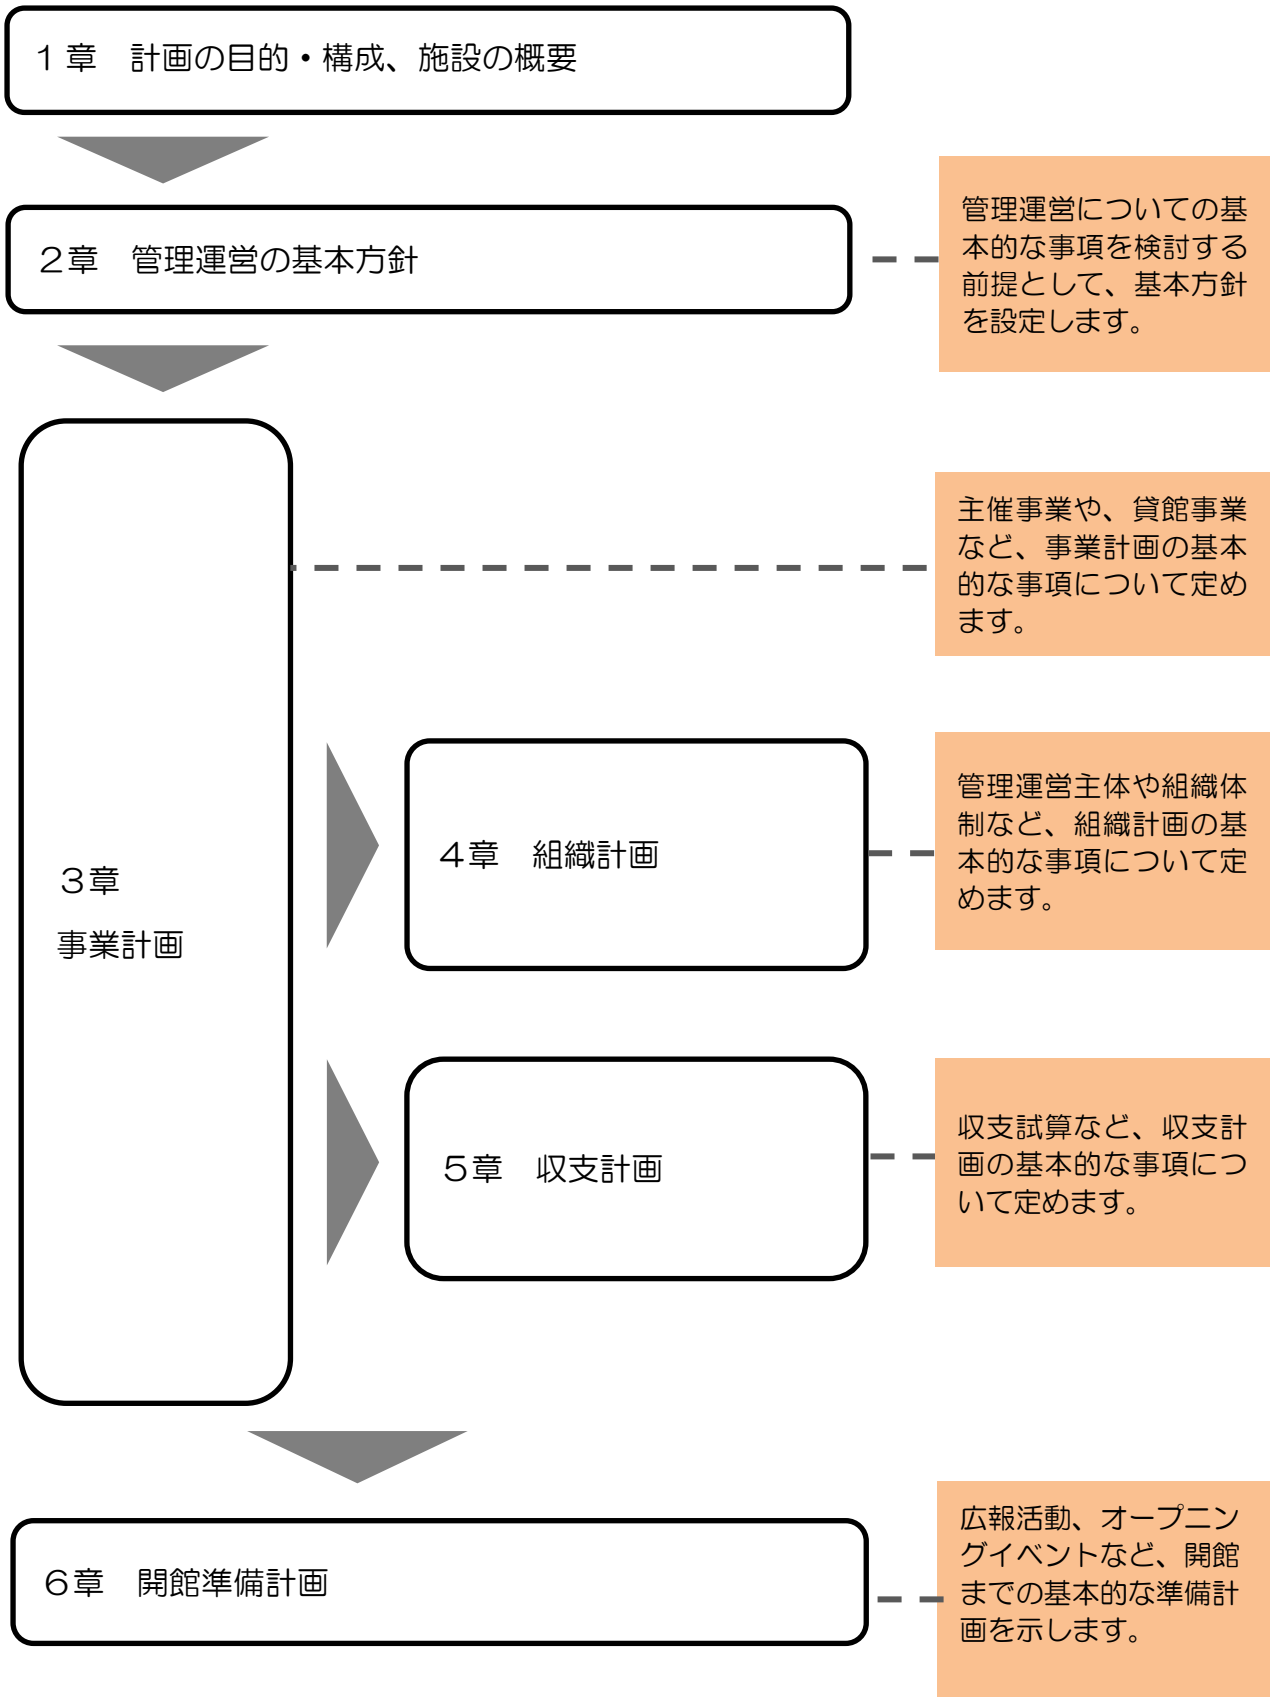 １章　計画の目的・構成、施設の概要
２章　管理運営の基本方針
管理運営についての基
本的な事項を検討する
前提として、基本方針
を設定します。
３章
事業計画
主催事業や、貸館事業
など、事業計画の基本
的な事項について定め
ます。
４章　組織計画
管理運営主体や組織体
制など、組織計画の基
本的な事項について定
めます。
５章　収支計画
収支試算など、収支計
画の基本的な事項につ
いて定めます。
６章　開館準備計画
広報活動、オープニン
グイベントなど、開館
までの基本的な準備計
画を示します。